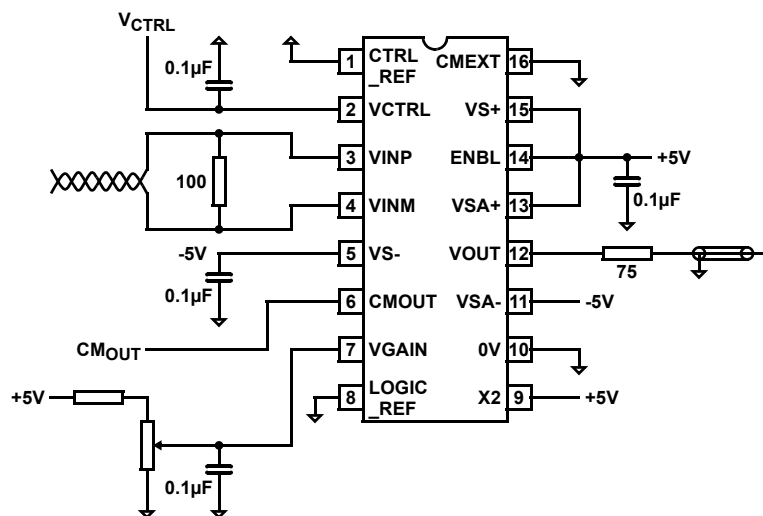 VCTRL
0.1µF
1 CTRL_REF
2 VCTRL
3 VINP
4 VINM
5 VS-
6 CMOUT
7 VGAIN
8 LOGIC_REF
CMEXT 16
VS+ 15
ENBL 14
VSA+ 13
VOUT 12
VSA- 11
0V 10
X2 9
100
-5V
0.1µF
CMOUT
+5V
0.1µF
+5V
0.1µF
75
-5V
+5V